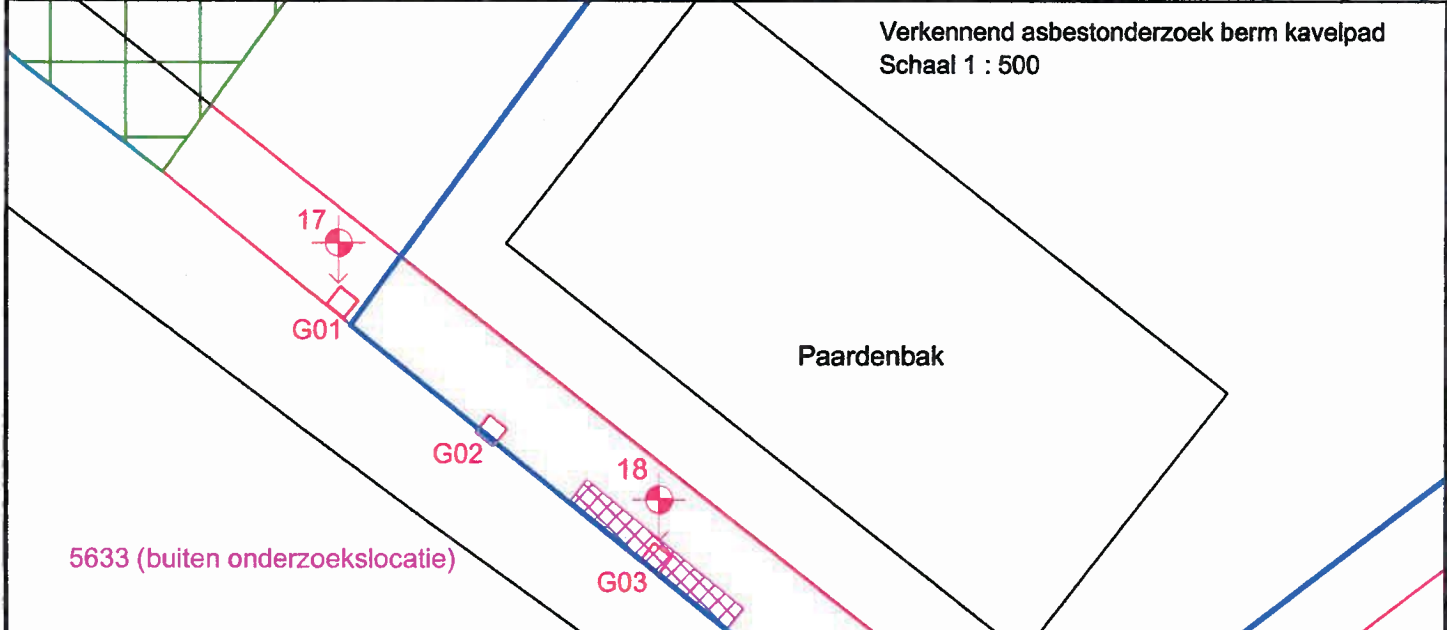 Verkennend asbestonderzoek berm kavelpad
Schaal 1 : 500
17
G01
Paardenbak
G02
18
5633 (buiten onderzoekslocatie)
G03